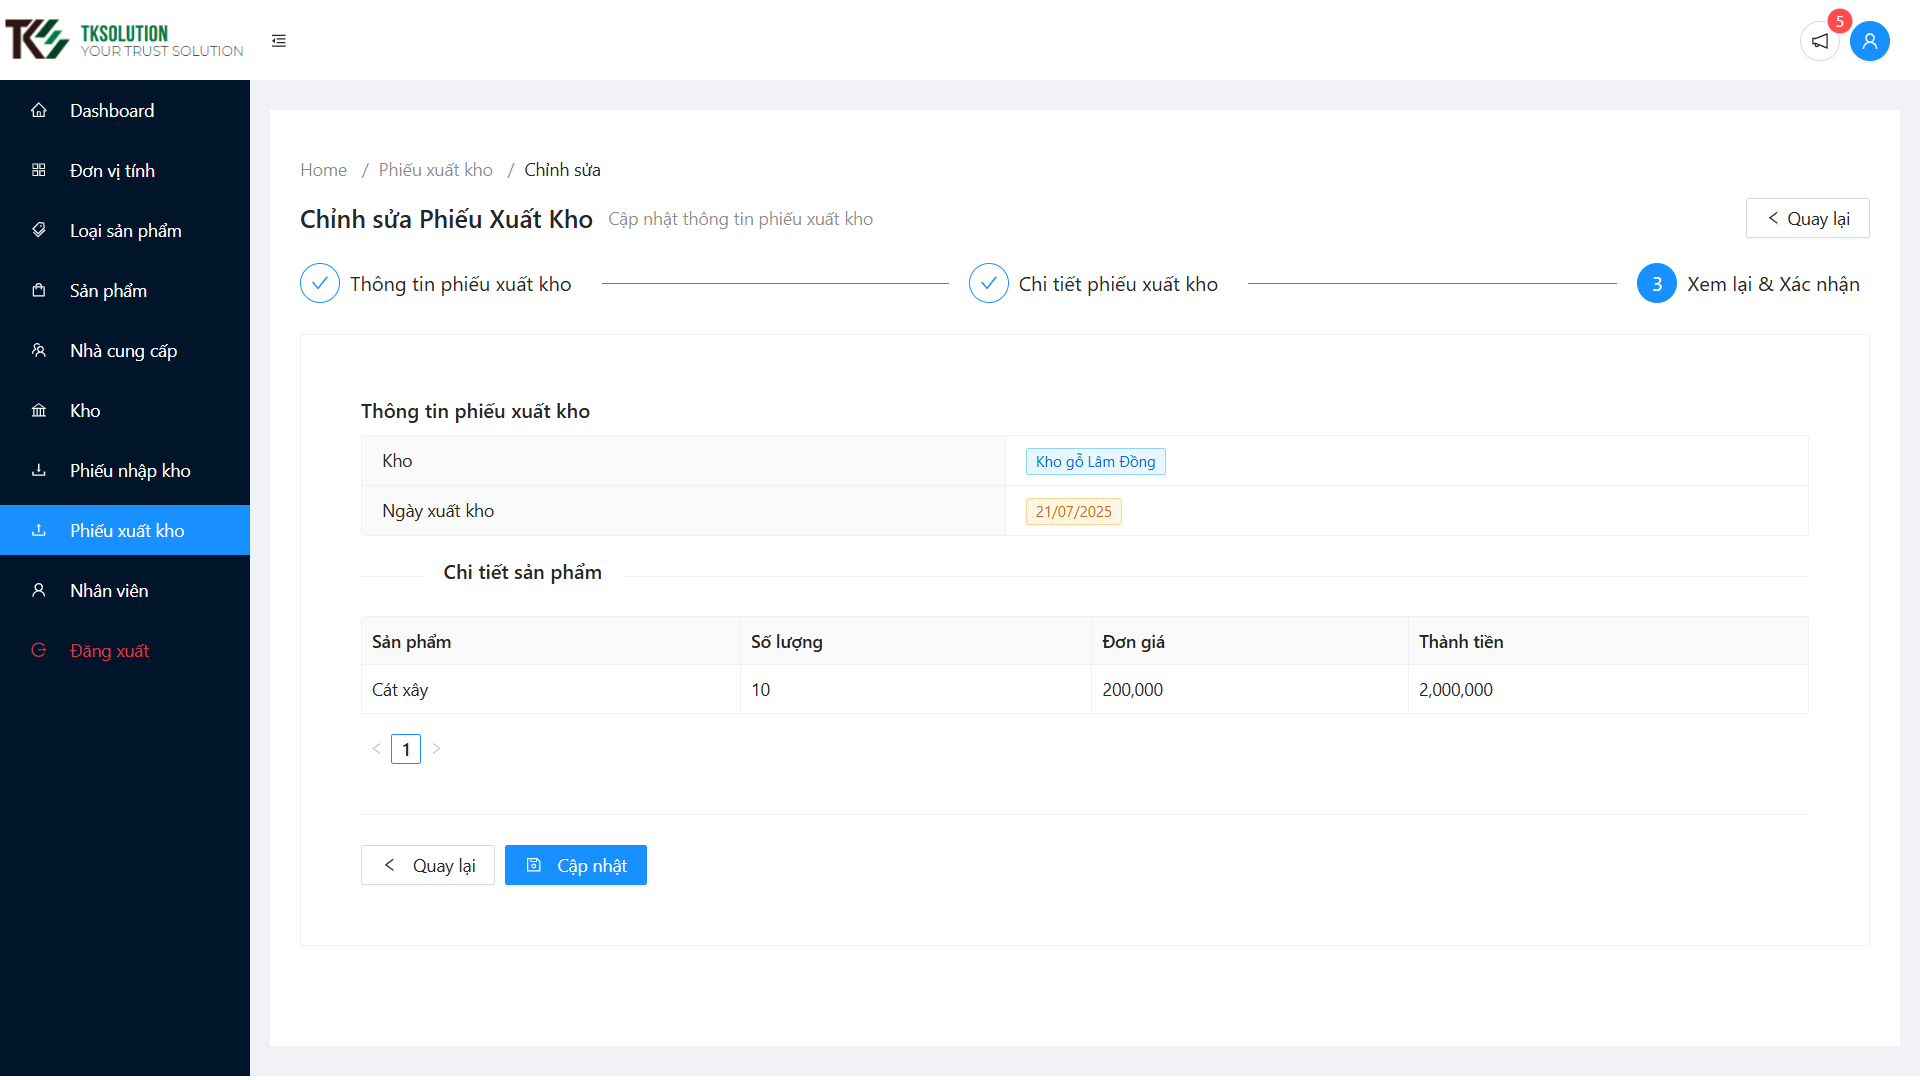 TKSOLUTION
YOUR TRUST SOLUTION
5
Dashboard
Đơn vị tính
Loại sản phẩm
Sản phẩm
Nhà cung cấp
Kho
Phiếu nhập kho
Phiếu xuất kho
Nhân viên
Đăng xuất
Home / Phiếu xuất kho / Chỉnh sửa
Chỉnh sửa Phiếu Xuất Kho Cập nhật thông tin phiếu xuất kho
Quay lại
Thông tin phiếu xuất kho
Chi tiết phiếu xuất kho
3 Xem lại & Xác nhận
Thông tin phiếu xuất kho
Kho Kho gỗ Lâm Đồng
Ngày xuất kho 21/07/2025
Chi tiết sản phẩm
Sản phẩm Số lượng Đơn giá Thành tiền
Cát xây 10 200,000 2,000,000
1
Quay lại Cập nhật